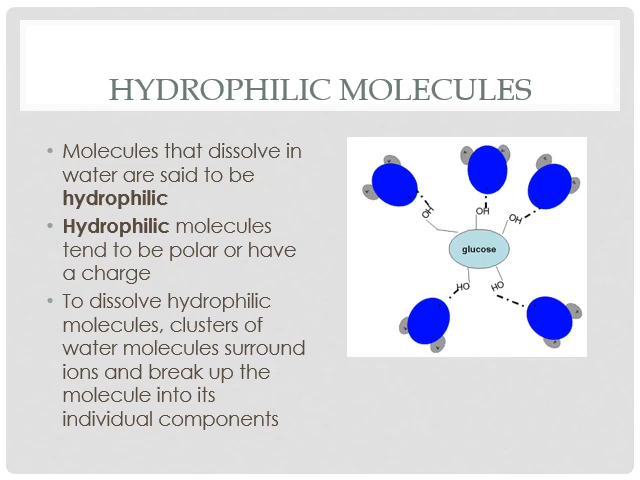 HYDROPHILIC MOLECULES
• Molecules that dissolve in
water are said to be
hydrophilic
• Hydrophilic molecules
tend to be polar or have
a charge
• To dissolve hydrophilic
molecules, clusters of
water molecules surround
ions and break up the
molecule into its
individual components
OH
OH
OH
glucose
HO
HO